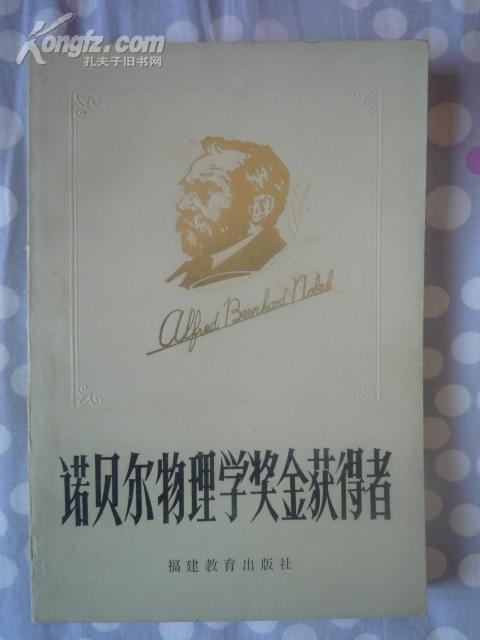 Kongfz.com
孔夫子旧书网
Alfred Bernhard Nobel
诺贝尔物理学奖金获得者
福建教育出版社